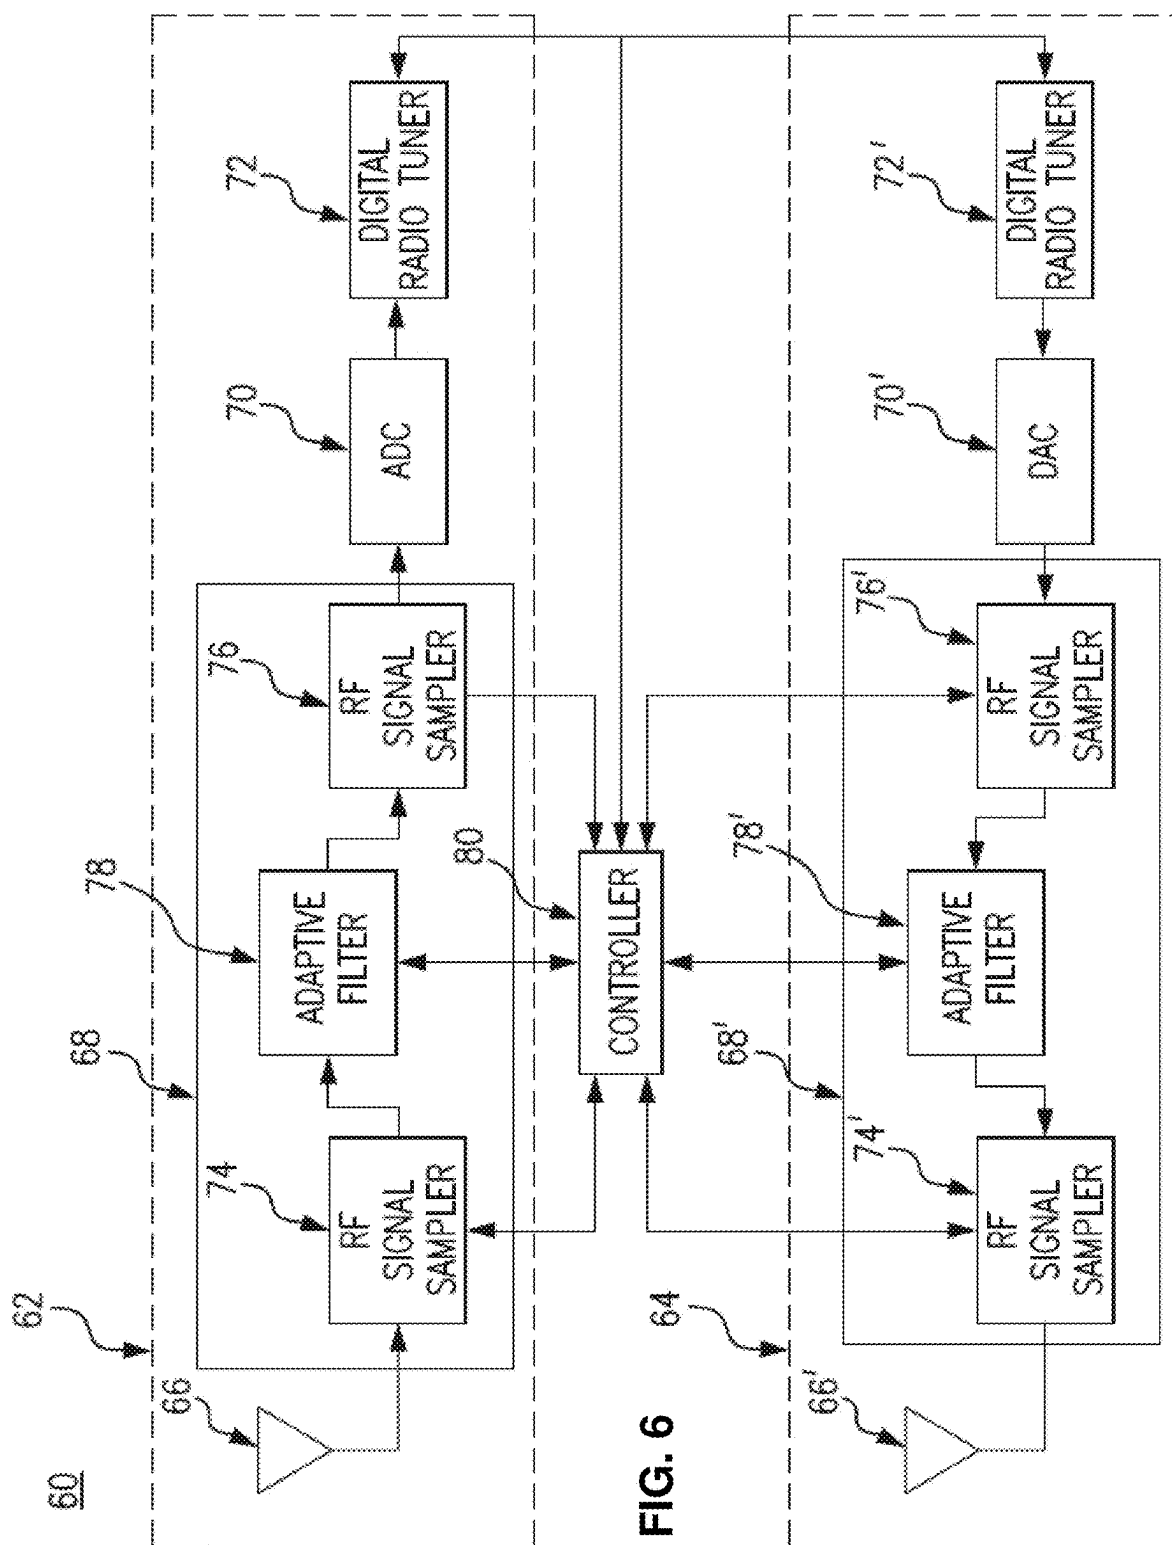 60
62
66
68
74
RF
SIGNAL
SAMPLER
78
ADAPTIVE
FILTER
76
RF
SIGNAL
SAMPLER
70
ADC
72
DIGITAL
RADIO TUNER
80
CONTROLLER
64
66'
68'
74'
RF
SIGNAL
SAMPLER
78'
ADAPTIVE
FILTER
76'
RF
SIGNAL
SAMPLER
70'
DAC
72'
DIGITAL
RADIO TUNER
FIG. 6